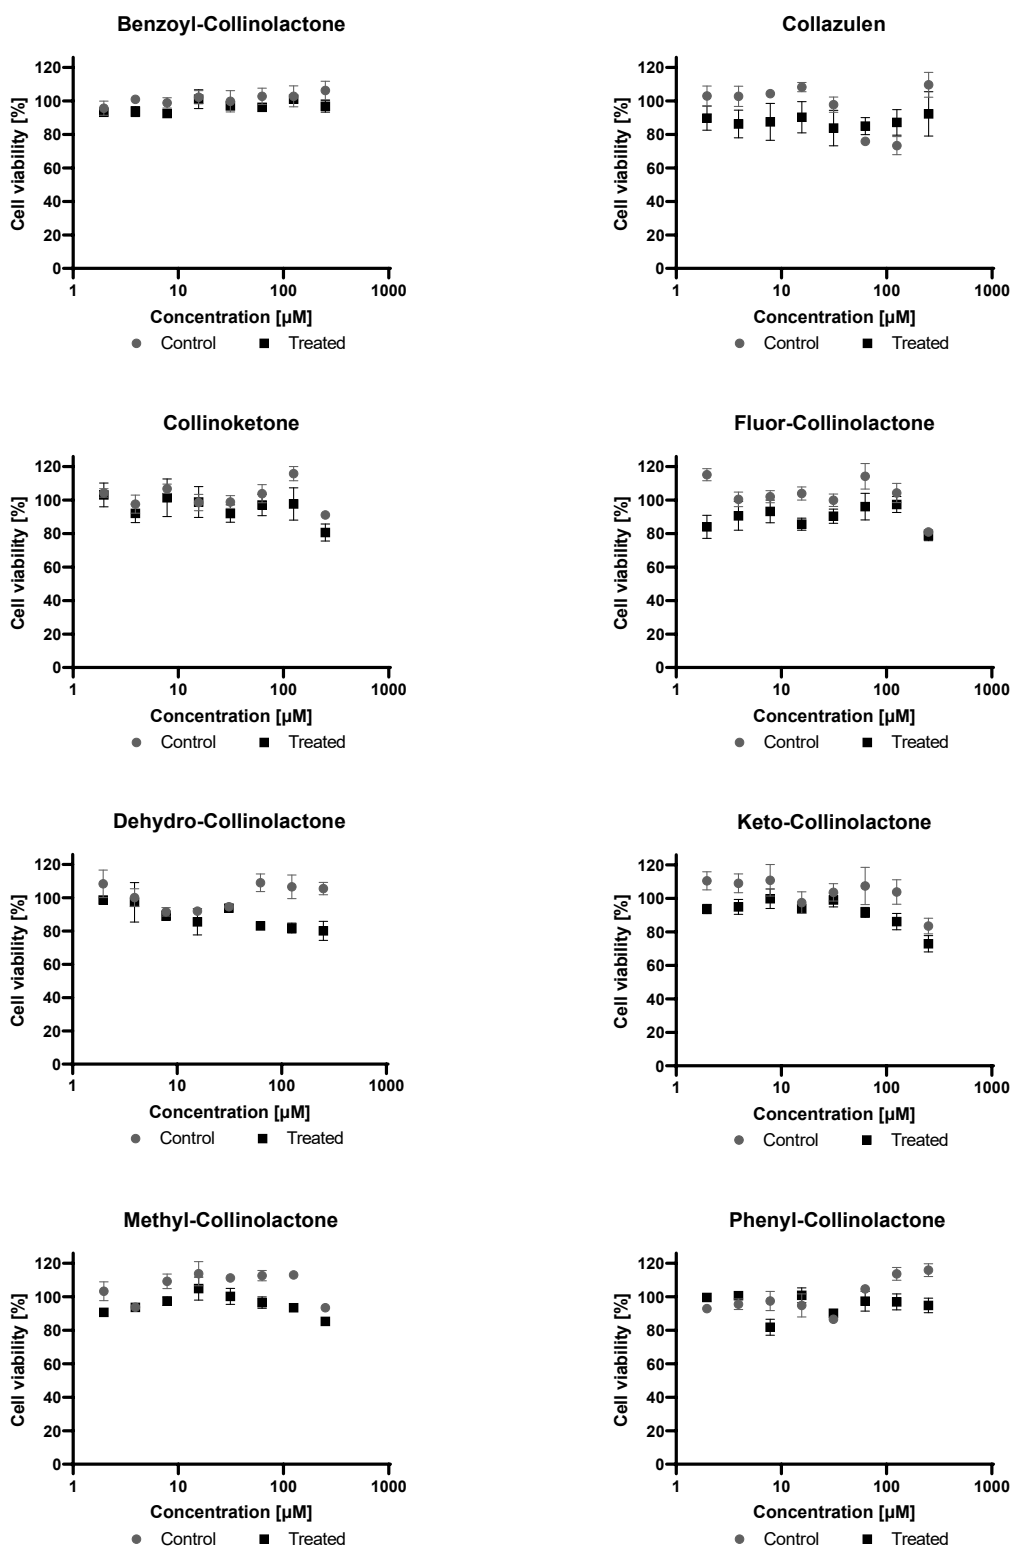 Benzoyl-Collinolactone
Cell viability [%]
120
100
80
60
40
20
0
1 10 100 1000
Concentration [µM]
Control Treated
Collazulen
Cell viability [%]
120
100
80
60
40
20
0
1 10 100 1000
Concentration [µM]
Control Treated
Collinoketone
Cell viability [%]
120
100
80
60
40
20
0
1 10 100 1000
Concentration [µM]
Control Treated
Fluor-Collinolactone
Cell viability [%]
120
100
80
60
40
20
0
1 10 100 1000
Concentration [µM]
Control Treated
Dehydro-Collinolactone
Cell viability [%]
120
100
80
60
40
20
0
1 10 100 1000
Concentration [µM]
Control Treated
Keto-Collinolactone
Cell viability [%]
120
100
80
60
40
20
0
1 10 100 1000
Concentration [µM]
Control Treated
Methyl-Collinolactone
Cell viability [%]
120
100
80
60
40
20
0
1 10 100 1000
Concentration [µM]
Control Treated
Phenyl-Collinolactone
Cell viability [%]
120
100
80
60
40
20
0
1 10 100 1000
Concentration [µM]
Control Treated